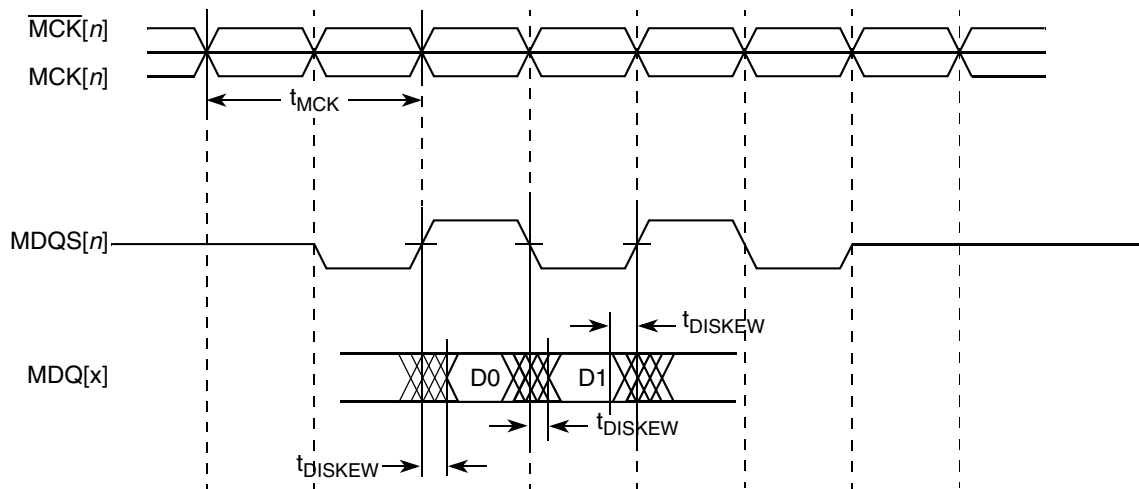 MCK[n]
MCK[n]
tMCK
MDQS[n]
tDISKEW
MDQ[x]
D0
D1
tDISKEW
tDISKEW